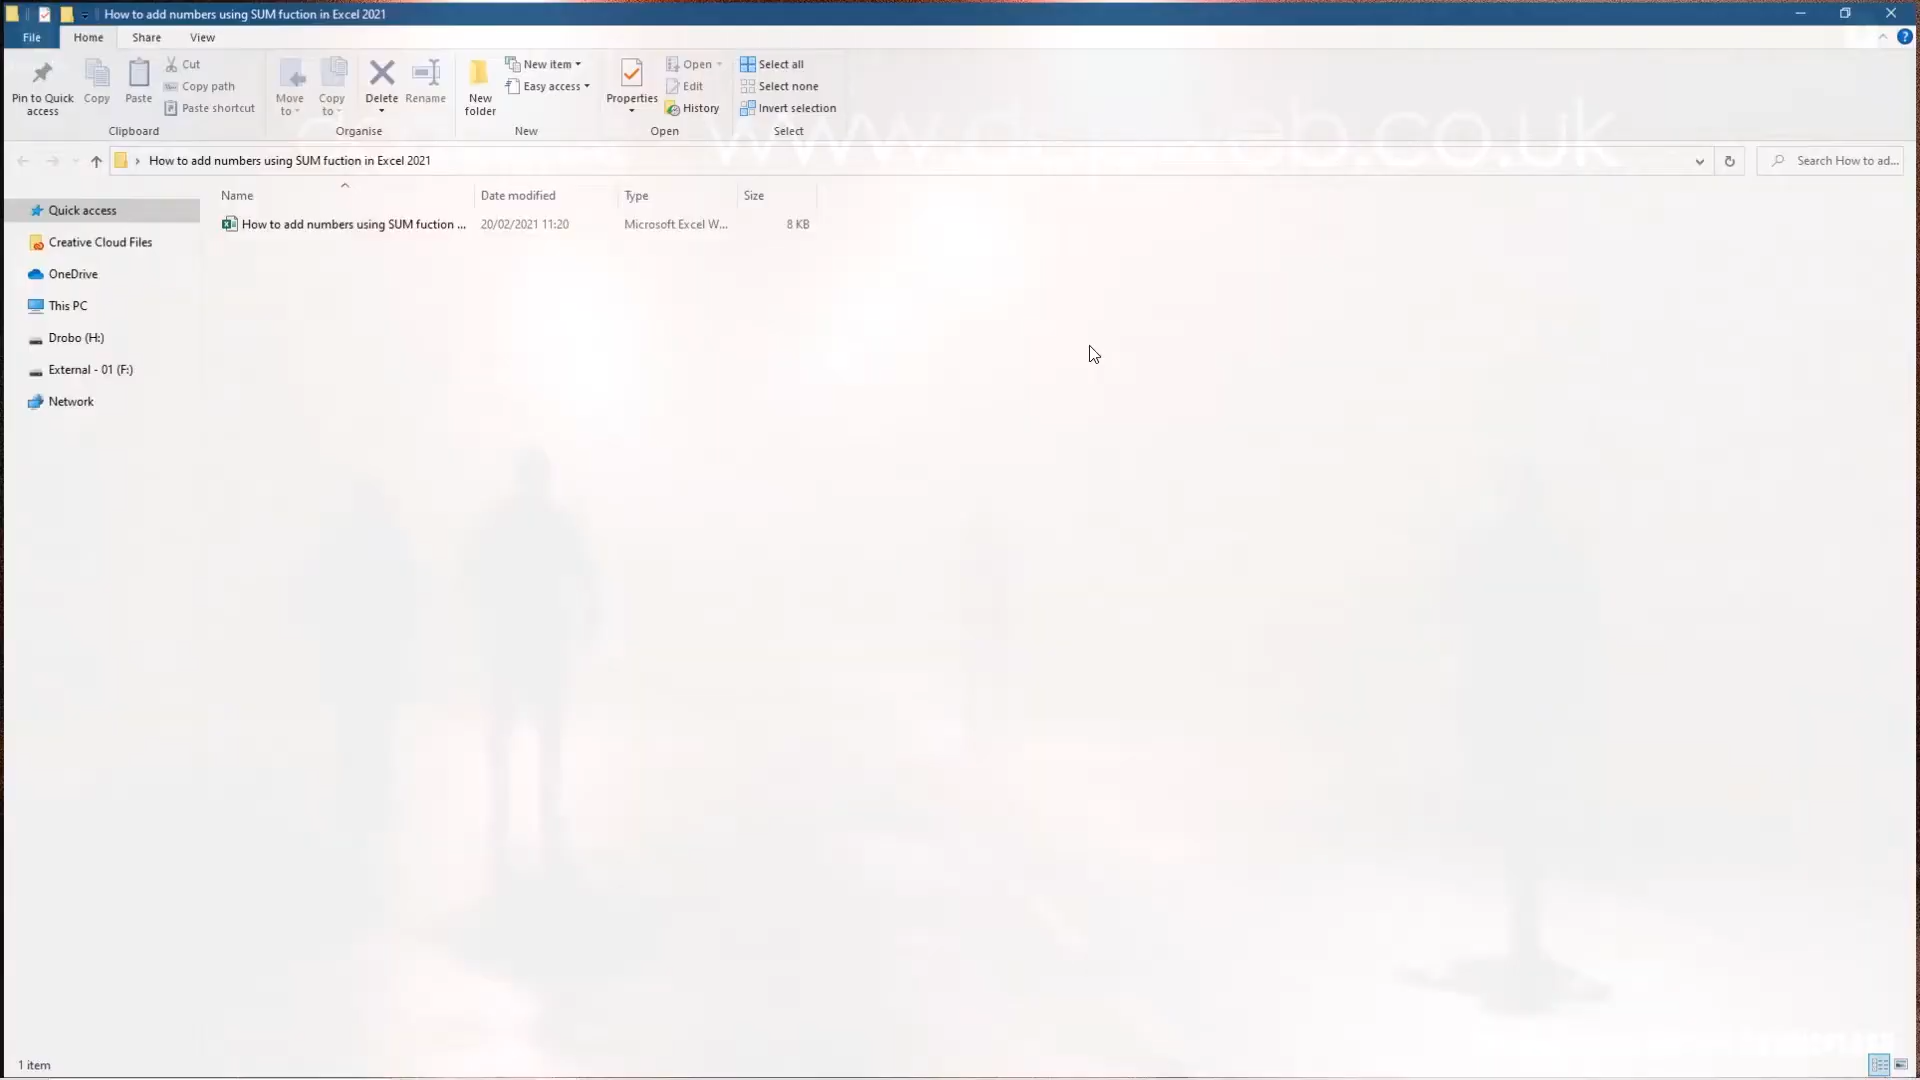 How to add numbers using SUM fuction in Excel 2021
File Home Share View
Pin to Quick access
Copy
Paste
Cut
Copy path
Paste shortcut
Clipboard
Move to
Copy to
Delete
Rename
Organise
New folder
New item
Easy access
New
Properties
Open
Edit
History
Open
Select all
Select none
Invert selection
Select
www.
eb.co.uk
How to add numbers using SUM fuction in Excel 2021
Search How to ad...
Name Date modified Type Size
How to add numbers using SUM fuction ... 20/02/2021 11:20 Microsoft Excel W... 8 KB
Quick access
Creative Cloud Files
OneDrive
This PC
Drobo (H:)
External - 01 (F:)
Network
1 item